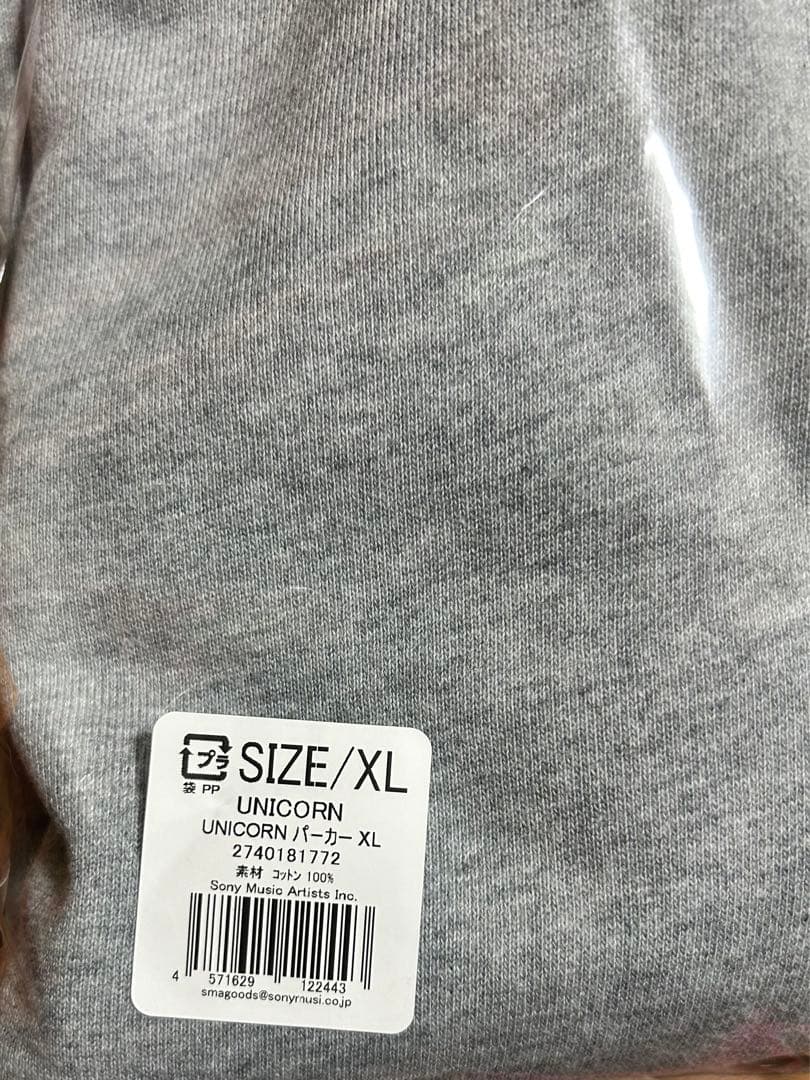 プラ SIZE/XL
袋 PP
UNICORN
UNICORN パーカー XL
2740181772
素材 コットン 100%
Sony Music Artists Inc.
4 571629 122443
smagoods@sonymusi.co.jp